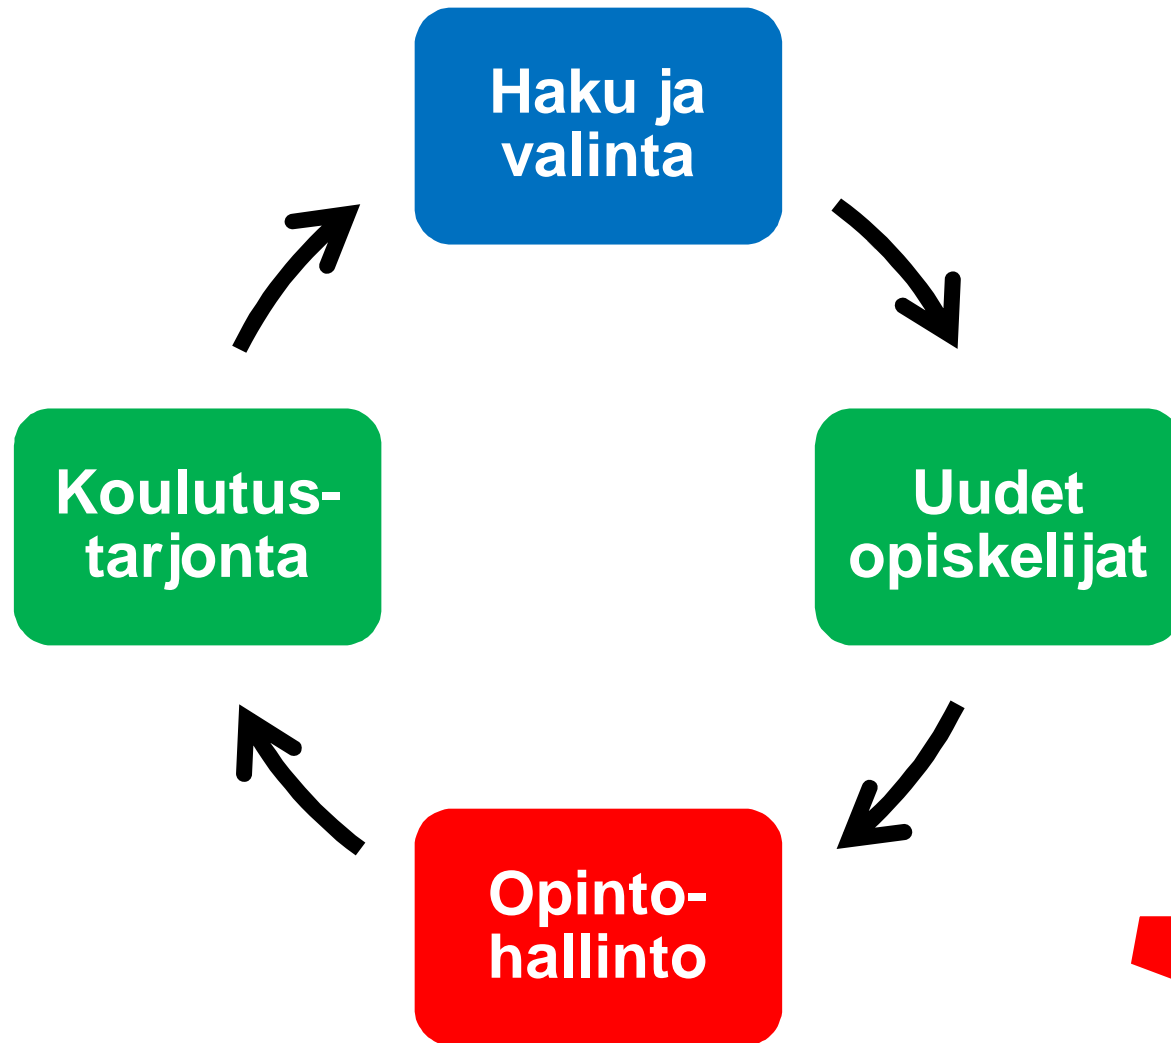 Haku ja
valinta
Koulutus-
tarjonta
Uudet
opiskelijat
Opinto-
hallinto